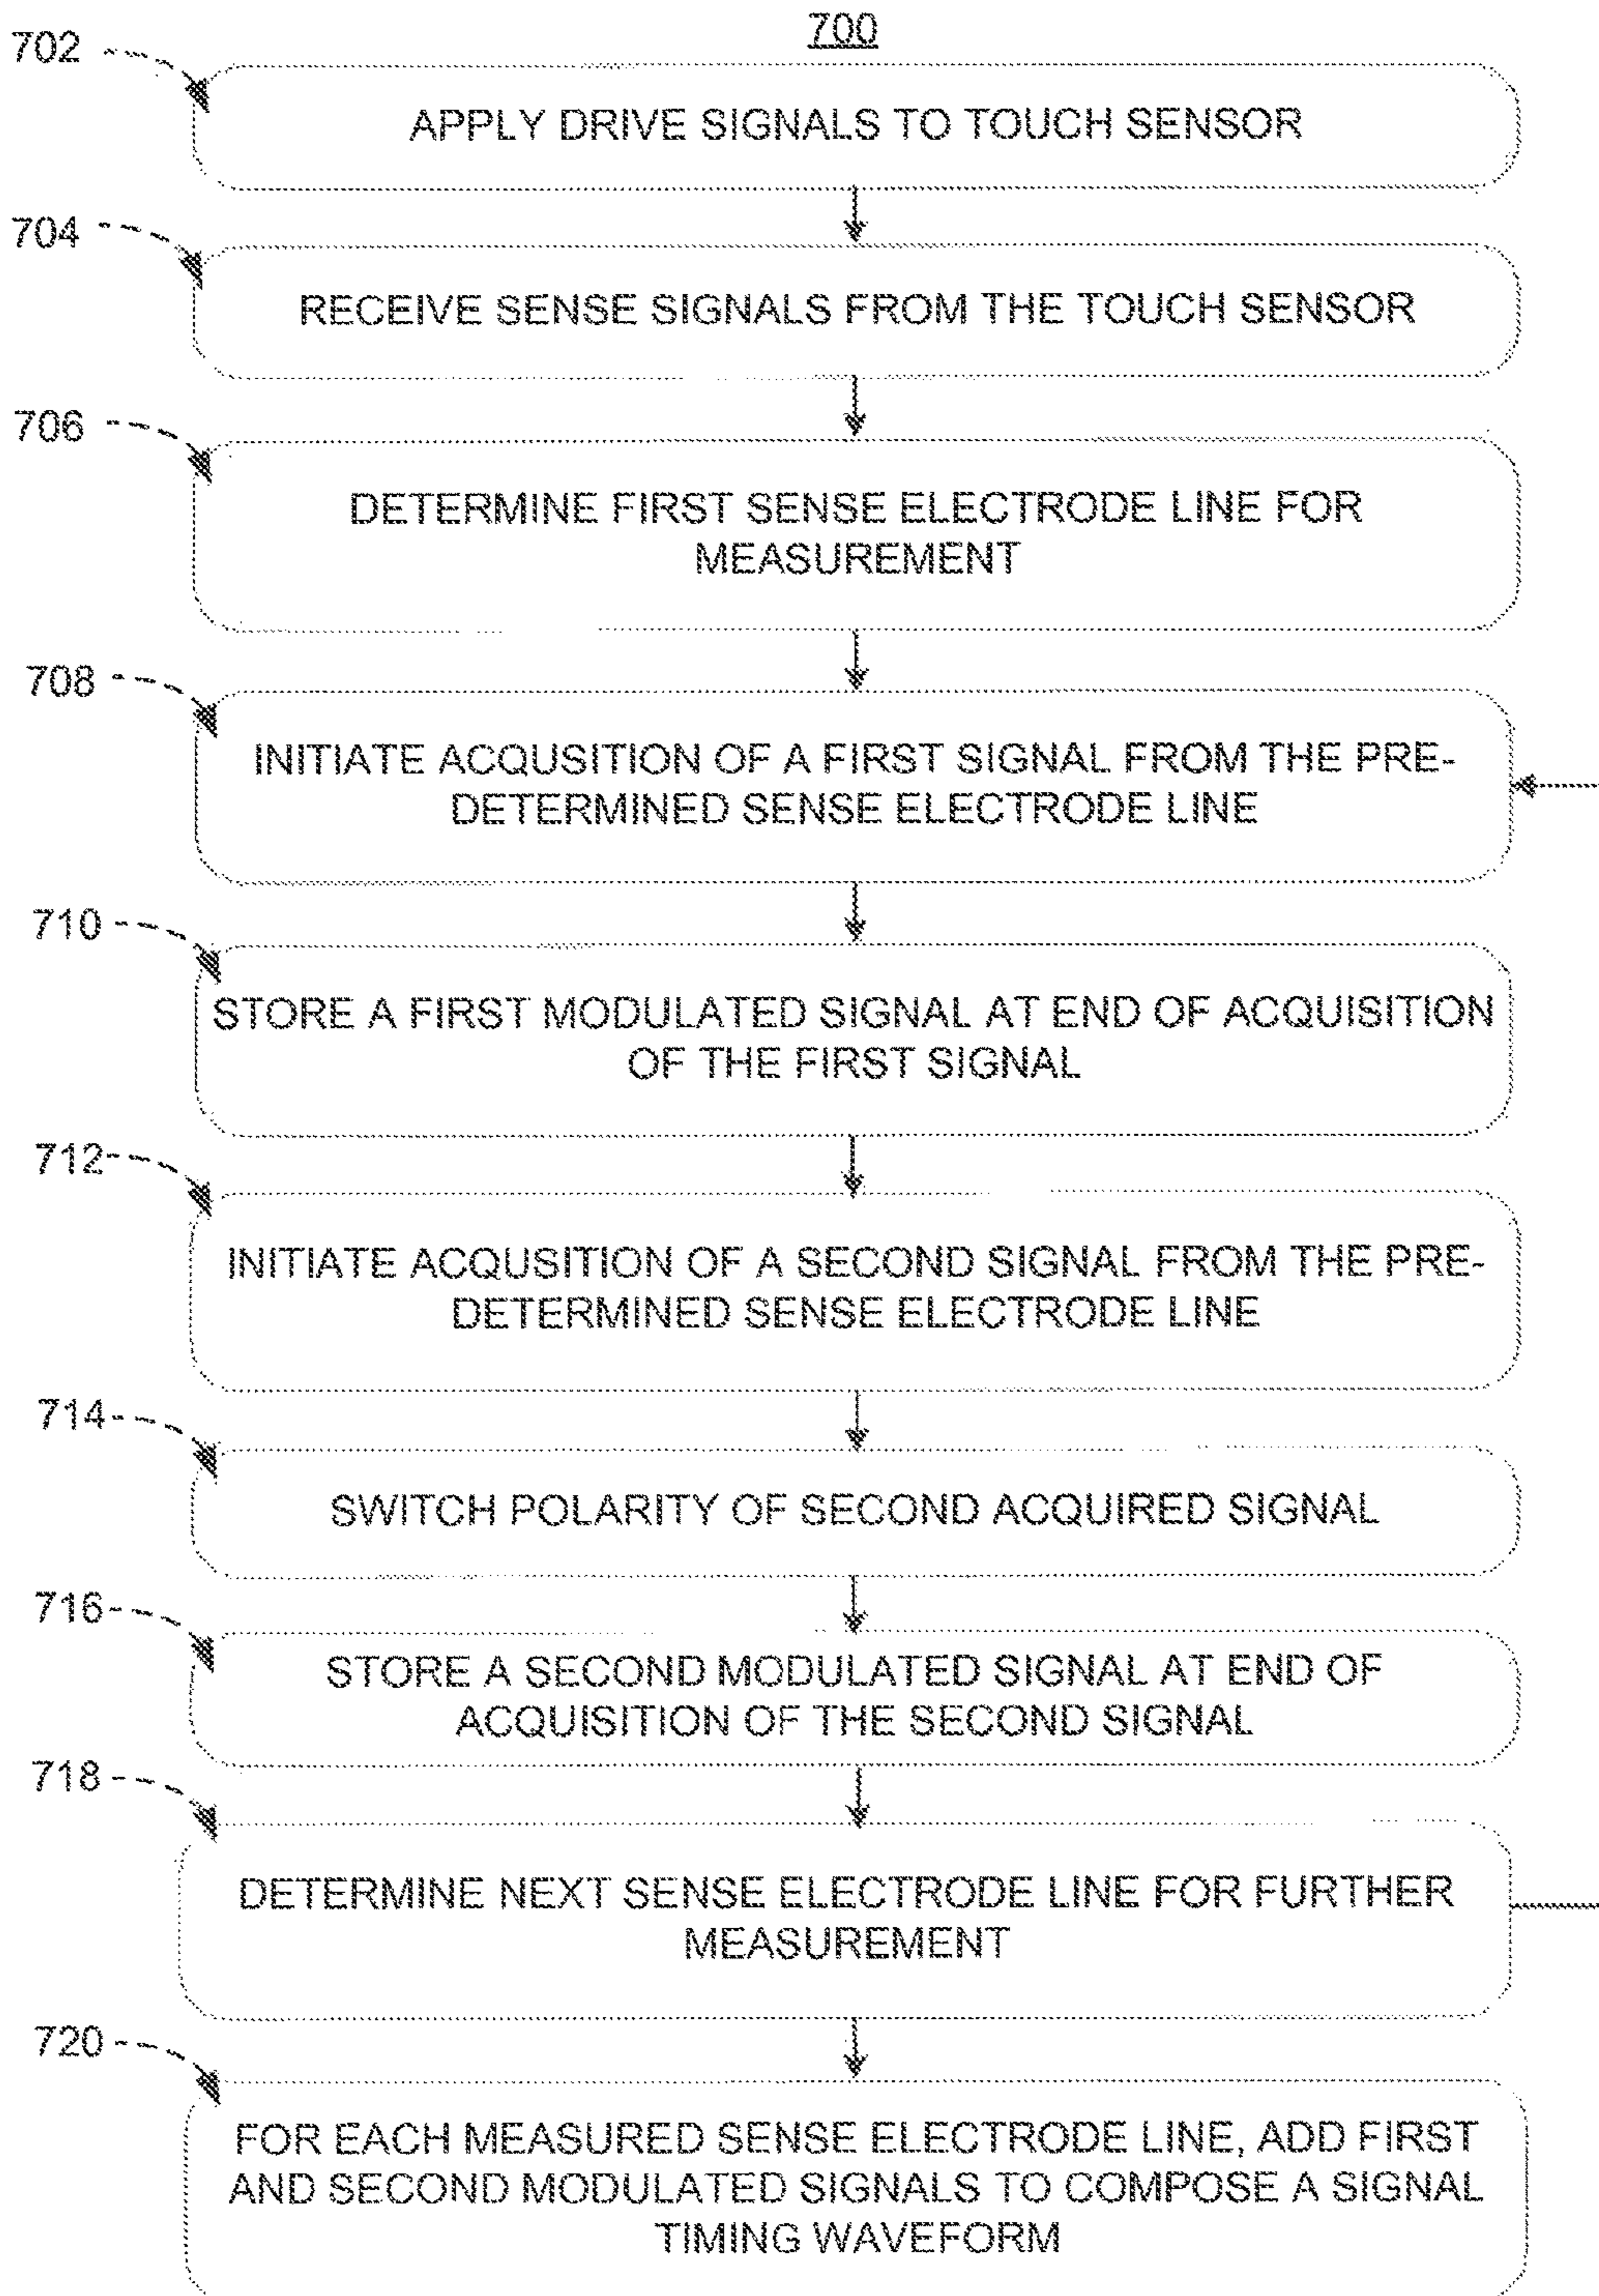 700
702
APPLY DRIVE SIGNALS TO TOUCH SENSOR
704
RECEIVE SENSE SIGNALS FROM THE TOUCH SENSOR
706
DETERMINE FIRST SENSE ELECTRODE LINE FOR
MEASUREMENT
708
INITIATE ACQUSITION OF A FIRST SIGNAL FROM THE PRE-
DETERMINED SENSE ELECTRODE LINE
710
STORE A FIRST MODULATED SIGNAL AT END OF ACQUISITION
OF THE FIRST SIGNAL
712
INITIATE ACQUSITION OF A SECOND SIGNAL FROM THE PRE-
DETERMINED SENSE ELECTRODE LINE
714
SWITCH POLARITY OF SECOND ACQUIRED SIGNAL
716
STORE A SECOND MODULATED SIGNAL AT END OF
ACQUISITION OF THE SECOND SIGNAL
718
DETERMINE NEXT SENSE ELECTRODE LINE FOR FURTHER
MEASUREMENT
720
FOR EACH MEASURED SENSE ELECTRODE LINE, ADD FIRST
AND SECOND MODULATED SIGNALS TO COMPOSE A SIGNAL
TIMING WAVEFORM